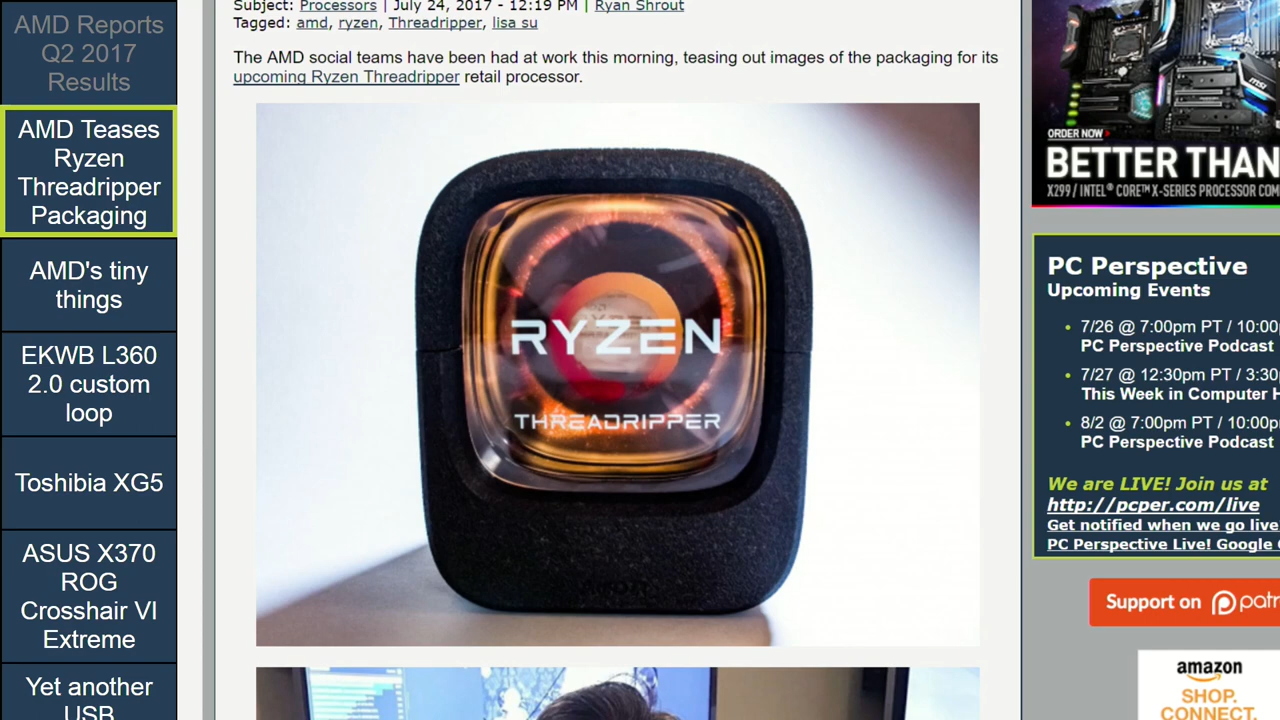 AMD Reports
Q2 2017
Results
AMD Teases
Ryzen
Threadripper
Packaging
AMD's tiny
things
EKWB L360
2.0 custom
loop
Toshibia XG5
ASUS X370
ROG
Crosshair VI
Extreme
Yet another
USB
Subject: Processors | July 24, 2017 - 12:19 PM | Ryan Shrout
Tagged: amd, ryzen, Threadripper, lisa su
The AMD social teams have been had at work this morning, teasing out images of the packaging for its
upcoming Ryzen Threadripper retail processor.
RYZEN
THREADRIPPER
msi
ORDER NOW
BETTER THAN
X299 / INTEL® CORE™ X-SERIES PROCESSOR COM
PC Perspective
Upcoming Events
• 7/26 @ 7:00pm PT / 10:00
PC Perspective Podcast
• 7/27 @ 12:30pm PT / 3:30
This Week in Computer H
• 8/2 @ 7:00pm PT / 10:00p
PC Perspective Podcast
We are LIVE! Join us at
http://pcper.com/live
Get notified when we go live
PC Perspective Live! Google C
Support on patr
amazon
SHOP.
CONNECT.